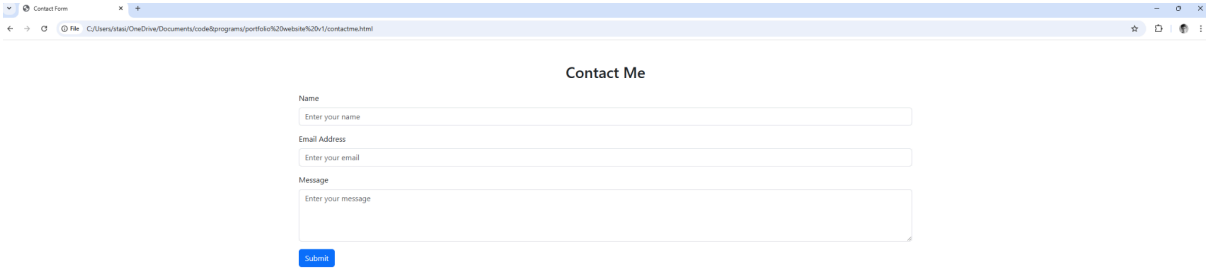 Contact Form
File C:/Users/stasi/OneDrive/Documents/code&programs/portfolio%20website%20v1/contactme.html
Contact Me
Name
Enter your name
Email Address
Enter your email
Message
Enter your message
Submit